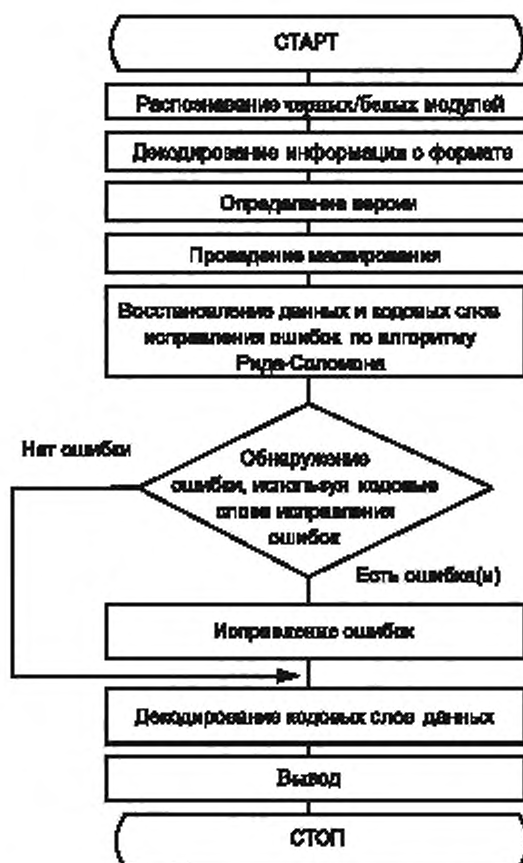 СТАРТ
Распознавание черных/белых модулей
Декодирование информации о формате
Определение версии
Проведение маскирования
Восстановление данных и кодовых слов
исправления ошибок по алгоритму
Рида-Соломона
Нет ошибки
Обнаружение
ошибки, используя кодовые
слова исправления
ошибок
Есть ошибка(и)
Исправление ошибок
Декодирование кодовых слов данных
Вывод
СТОП